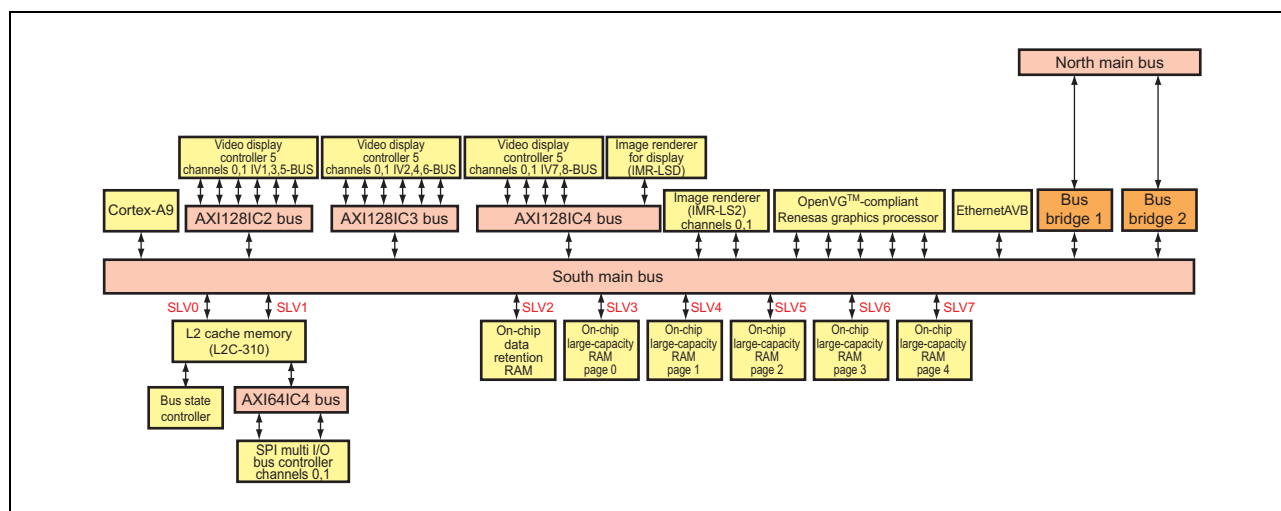 North main bus
Video display
controller 5
channels 0,1 IV1,3,5-BUS
Video display
controller 5
channels 0,1 IV2,4,6-BUS
Video display
controller 5
channels 0,1 IV7,8-BUS
Image renderer
for display
(IMR-LSD)
Cortex-A9
AXI128IC2 bus
AXI128IC3 bus
AXI128IC4 bus
Image renderer
(IMR-LS2)
channels 0,1
OpenVG™-compliant
Renesas graphics processor
EthernetAVB
Bus
bridge 1
Bus
bridge 2
South main bus
SLV0
SLV1
SLV2
SLV3
SLV4
SLV5
SLV6
SLV7
L2 cache memory
(L2C-310)
On-chip
data
retention
RAM
On-chip
large-capacity
RAM
page 0
On-chip
large-capacity
RAM
page 1
On-chip
large-capacity
RAM
page 2
On-chip
large-capacity
RAM
page 3
On-chip
large-capacity
RAM
page 4
Bus state
controller
AXI64IC4 bus
SPI multi I/O
bus controller
channels 0,1